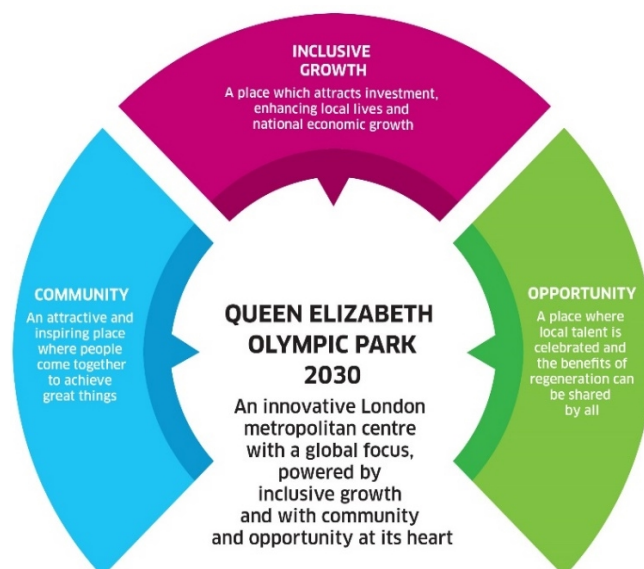 INCLUSIVE
GROWTH
A place which attracts investment,
enhancing local lives and
national economic growth
COMMUNITY
An attractive and
inspiring place
where people
come together
to achieve
great things
QUEEN ELIZABETH
OLYMPIC PARK
2030
An innovative London
metropolitan centre
with a global focus,
powered by
inclusive growth
and with community
and opportunity at its heart
OPPORTUNITY
A place where
local talent is
celebrated and
the benefits of
regeneration can
be shared
by all